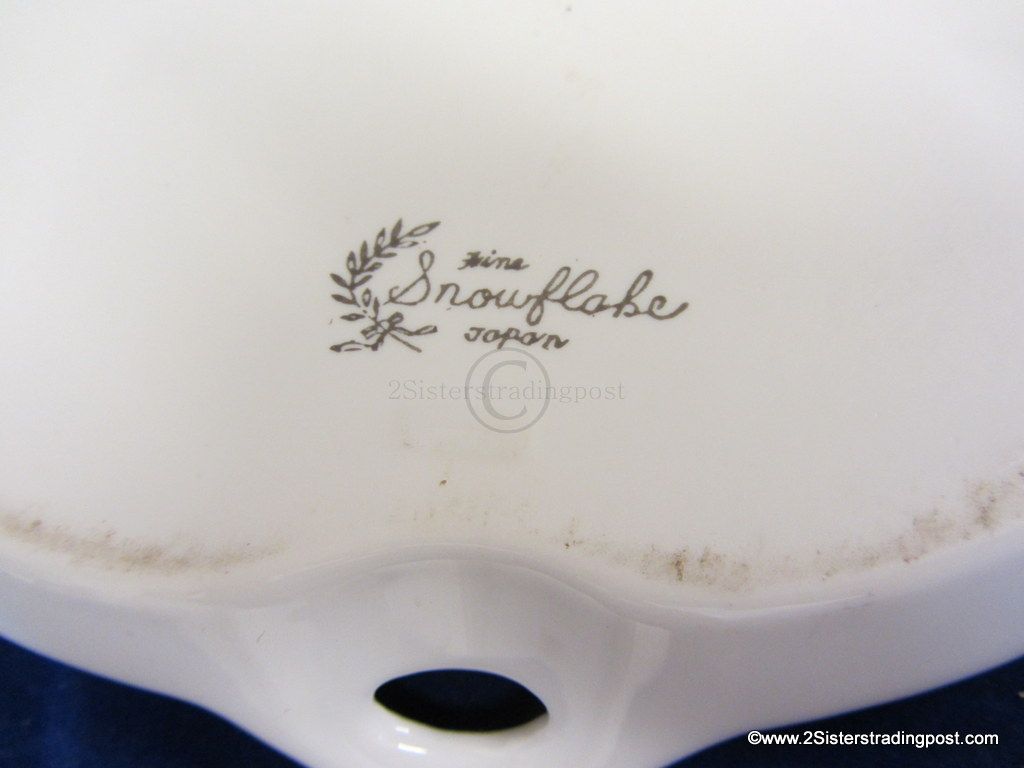 Fine
Snowflake
Japan
©
2Sisterstradingpost
©www.2Sisterstradingpost.com